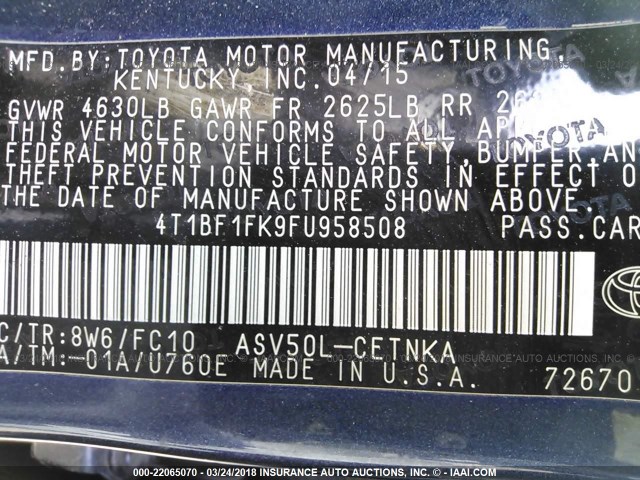 MFD. BY: TOYOTA MOTOR MANUFACTURING,
KENTUCKY, INC. 04/15
GVWR 4630LB GAWR FR 2625LB RR
THIS VEHICLE CONFORMS TO ALL
FEDERAL MOTOR VEHICLE SAFETY, BUMPER, AN
THEFT PREVENTION STANDARDS IN EFFECT O
THE DATE OF MANUFACTURE SHOWN ABOVE.
4T1BF1FK9FU958508 PASS.CAR
C/TR:8W6/FC10 ASV50L-CETNKA
A/TM:-01A/U760E MADE IN U.S.A. 72670
TOYOTA
000-22065070 - 03/24/2018 - INSURANCE AUTO AUCTIONS, INC. - © - IAAI.COM